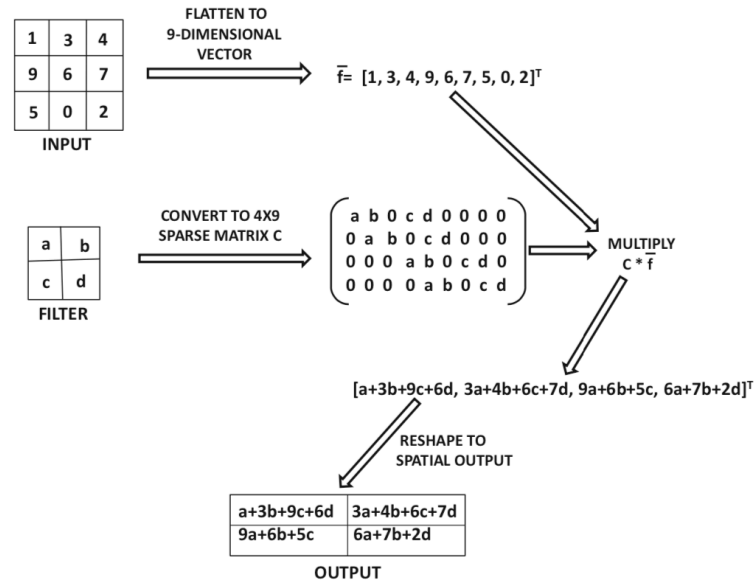 1 3 4
9 6 7
5 0 2
INPUT
FLATTEN TO
9-DIMENSIONAL
VECTOR
f̅= [1, 3, 4, 9, 6, 7, 5, 0, 2]ᵀ
a b
c d
FILTER
CONVERT TO 4X9
SPARSE MATRIX C
a b 0 c d 0 0 0 0
0 a b 0 c d 0 0 0
0 0 0 a b 0 c d 0
0 0 0 0 a b 0 c d
MULTIPLY
C * f̅
[a+3b+9c+6d, 3a+4b+6c+7d, 9a+6b+5c, 6a+7b+2d]ᵀ
RESHAPE TO
SPATIAL OUTPUT
a+3b+9c+6d 3a+4b+6c+7d
9a+6b+5c 6a+7b+2d
OUTPUT